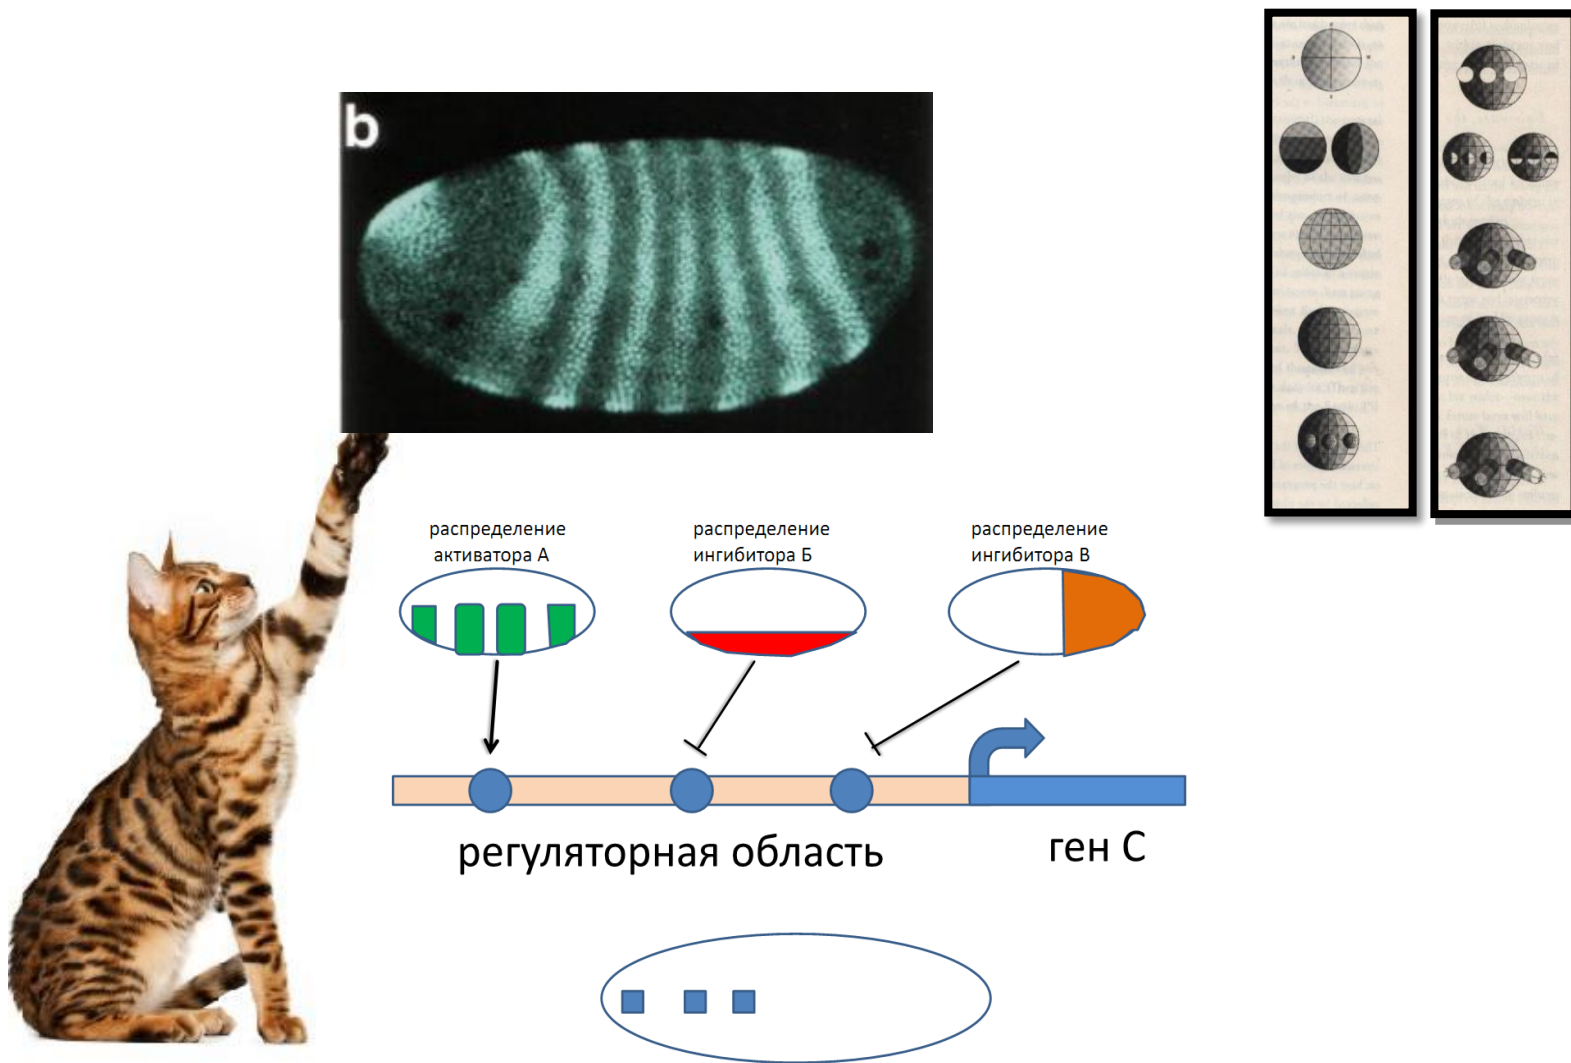 b
распределение
активатора А
распределение
ингибитора Б
распределение
ингибитора В
регуляторная область
ген С